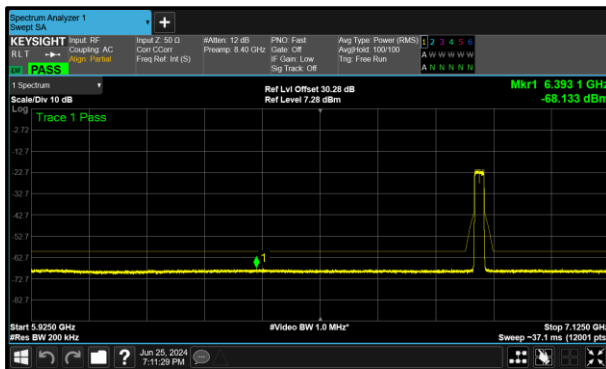 Spectrum Analyzer 1
Swept SA
KEYSIGHT
RLT
PASS
Input: RF
Coupling: AC
Align: Partial
Input Z: 50 Ω
Corr CCorr
Freq Ref: Int (S)
#Atten: 12 dB
Preamp: 8.40 GHz
PNO: Fast
Gate: Off
IF Gain: Low
Sig Track: Off
Avg Type: Power (RMS)
Avg|Hold: 100/100
Trig: Free Run
1 2 3 4 5 6
A W W W W W
A N N N N N
1 Spectrum
Scale/Div 10 dB
Ref Lvl Offset 30.28 dB
Ref Level 7.28 dBm
Mkr1 6.393 1 GHz
-68.133 dBm
Log
Trace 1 Pass
-2.72
-12.7
-22.7
-32.7
-42.7
-52.7
-62.7
-72.7
-82.7
1
Start 5.9250 GHz
#Res BW 200 kHz
#Video BW 1.0 MHz*
Stop 7.1250 GHz
Sweep ~37.1 ms (12001 pts)
Jun 25, 2024
7:11:29 PM